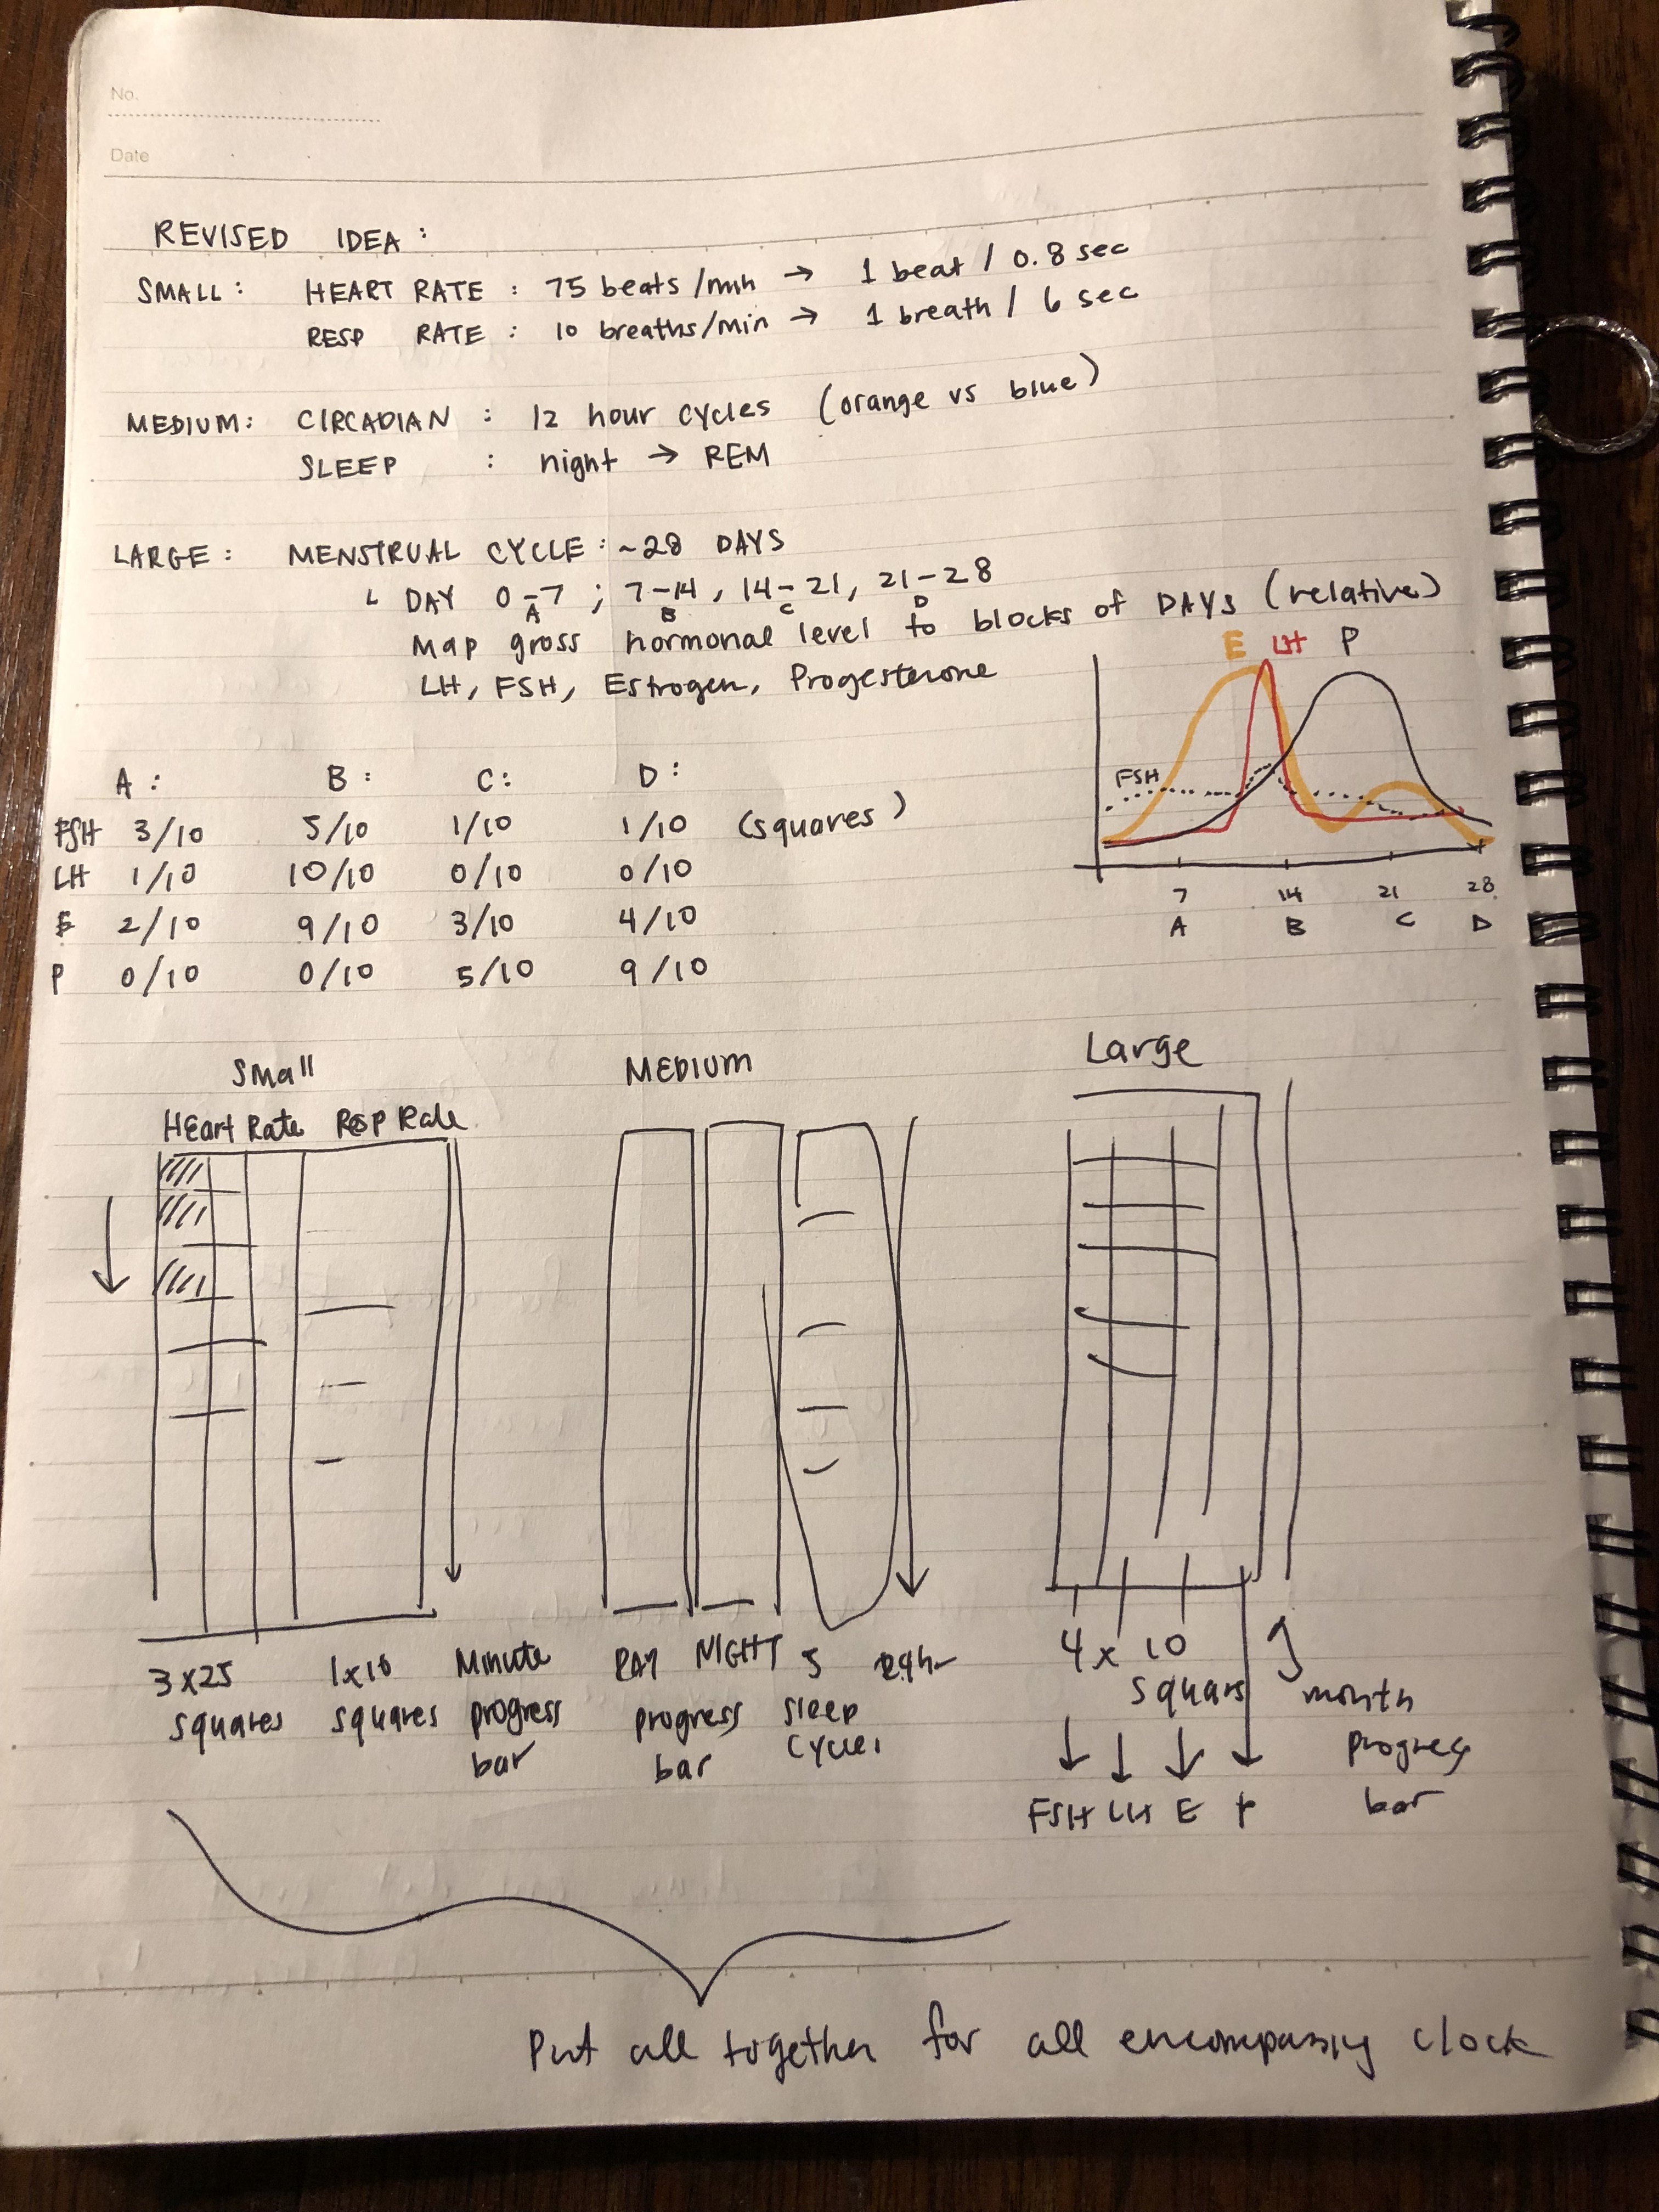 No.
Date
REVISED IDEA :
SMALL : HEART RATE : 75 beats/min → 1 beat / 0.8 sec
RESP RATE : 10 breaths/min → 1 breath / 6 sec
MEDIUM: CIRCADIAN : 12 hour cycles (orange vs blue)
SLEEP : night → REM
LARGE : MENSTRUAL CYCLE : ~28 DAYS
↳ DAY 0-7 ; 7-14, 14-21, 21-28
A B C D
Map gross hormonal level to blocks of DAYS (relative)
LH, FSH, Estrogen, Progesterone
E LH P
FSH
7 14 21 28
A B C D
A : B : C : D :
FSH 3/10 5/10 1/10 1/10 (squares)
LH 1/10 10/10 0/10 0/10
E 2/10 9/10 3/10 4/10
P 0/10 0/10 5/10 9/10
Small MEDIUM Large
Heart Rate Resp Rate
3x25 squares
1x10 squares
Minute progress bar
DAY NIGHT
progress bar
5 sleep cycles
24hr
4 x 10 squares
FSH LH E P
month progress bar
Put all together for all encompassing clock